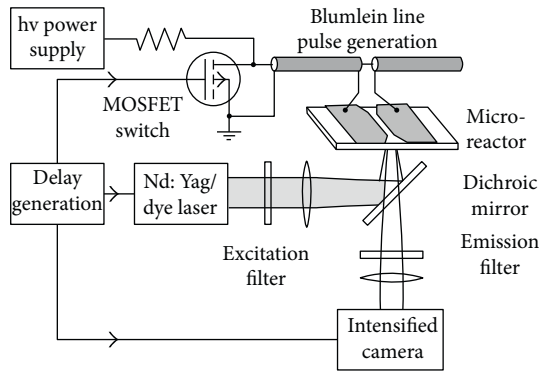 hv power
supply
Blumlein line
pulse generation
MOSFET
switch
Micro-
reactor
Delay
generation
Nd: Yag/
dye laser
Dichroic
mirror
Excitation
filter
Emission
filter
Intensified
camera